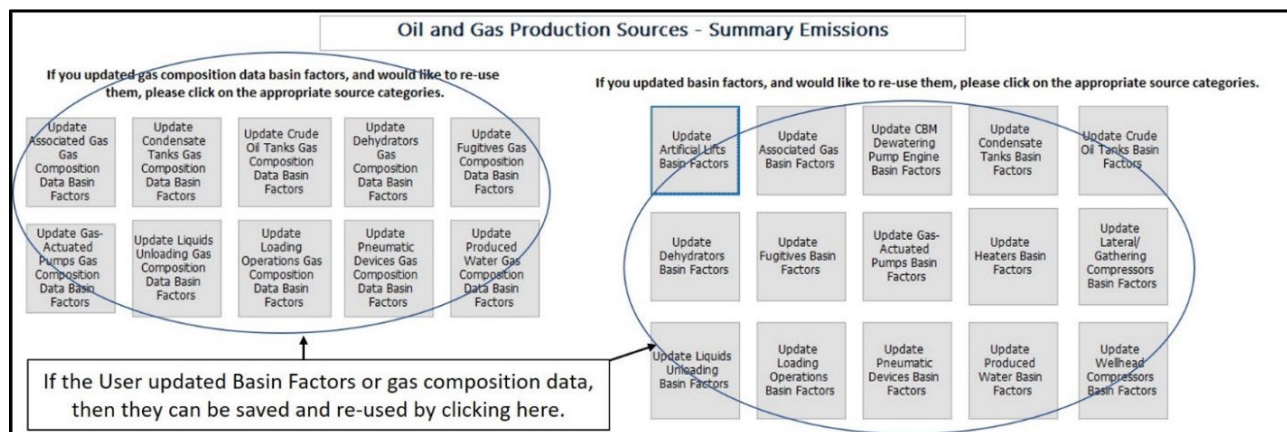 Oil and Gas Production Sources - Summary Emissions
If you updated gas composition data basin factors, and would like to re-use
them, please click on the appropriate source categories.
Update
Associated Gas
Gas
Composition
Data Basin
Factors
Update
Condensate
Tanks Gas
Composition
Data Basin
Factors
Update Crude
Oil Tanks Gas
Composition
Data Basin
Factors
Update
Dehydrators
Gas
Composition
Data Basin
Factors
Update
Fugitives Gas
Composition
Data Basin
Factors
Update Gas-
Actuated
Pumps Gas
Composition
Data Basin
Factors
Update Liquids
Unloading Gas
Composition
Data Basin
Factors
Update
Loading
Operations Gas
Composition
Data Basin
Factors
Update
Pneumatic
Devices Gas
Composition
Data Basin
Factors
Update
Produced
Water Gas
Composition
Data Basin
Factors
If you updated basin factors, and would like to re-use them, please click on the appropriate source categories.
Update
Artificial Lifts
Basin Factors
Update
Associated Gas
Basin Factors
Update CBM
Dewatering
Pump Engine
Basin Factors
Update
Condensate
Tanks Basin
Factors
Update Crude
Oil Tanks Basin
Factors
Update
Dehydrators
Basin Factors
Update
Fugitives Basin
Factors
Update Gas-
Actuated
Pumps Basin
Factors
Update
Heaters Basin
Factors
Update
Lateral/
Gathering
Compressors
Basin Factors
Update Liquids
Unloading
Basin Factors
Update
Loading
Operations
Basin Factors
Update
Pneumatic
Devices Basin
Factors
Update
Produced
Water Basin
Factors
Update
Wellhead
Compressors
Basin Factors
If the User updated Basin Factors or gas composition data,
then they can be saved and re-used by clicking here.